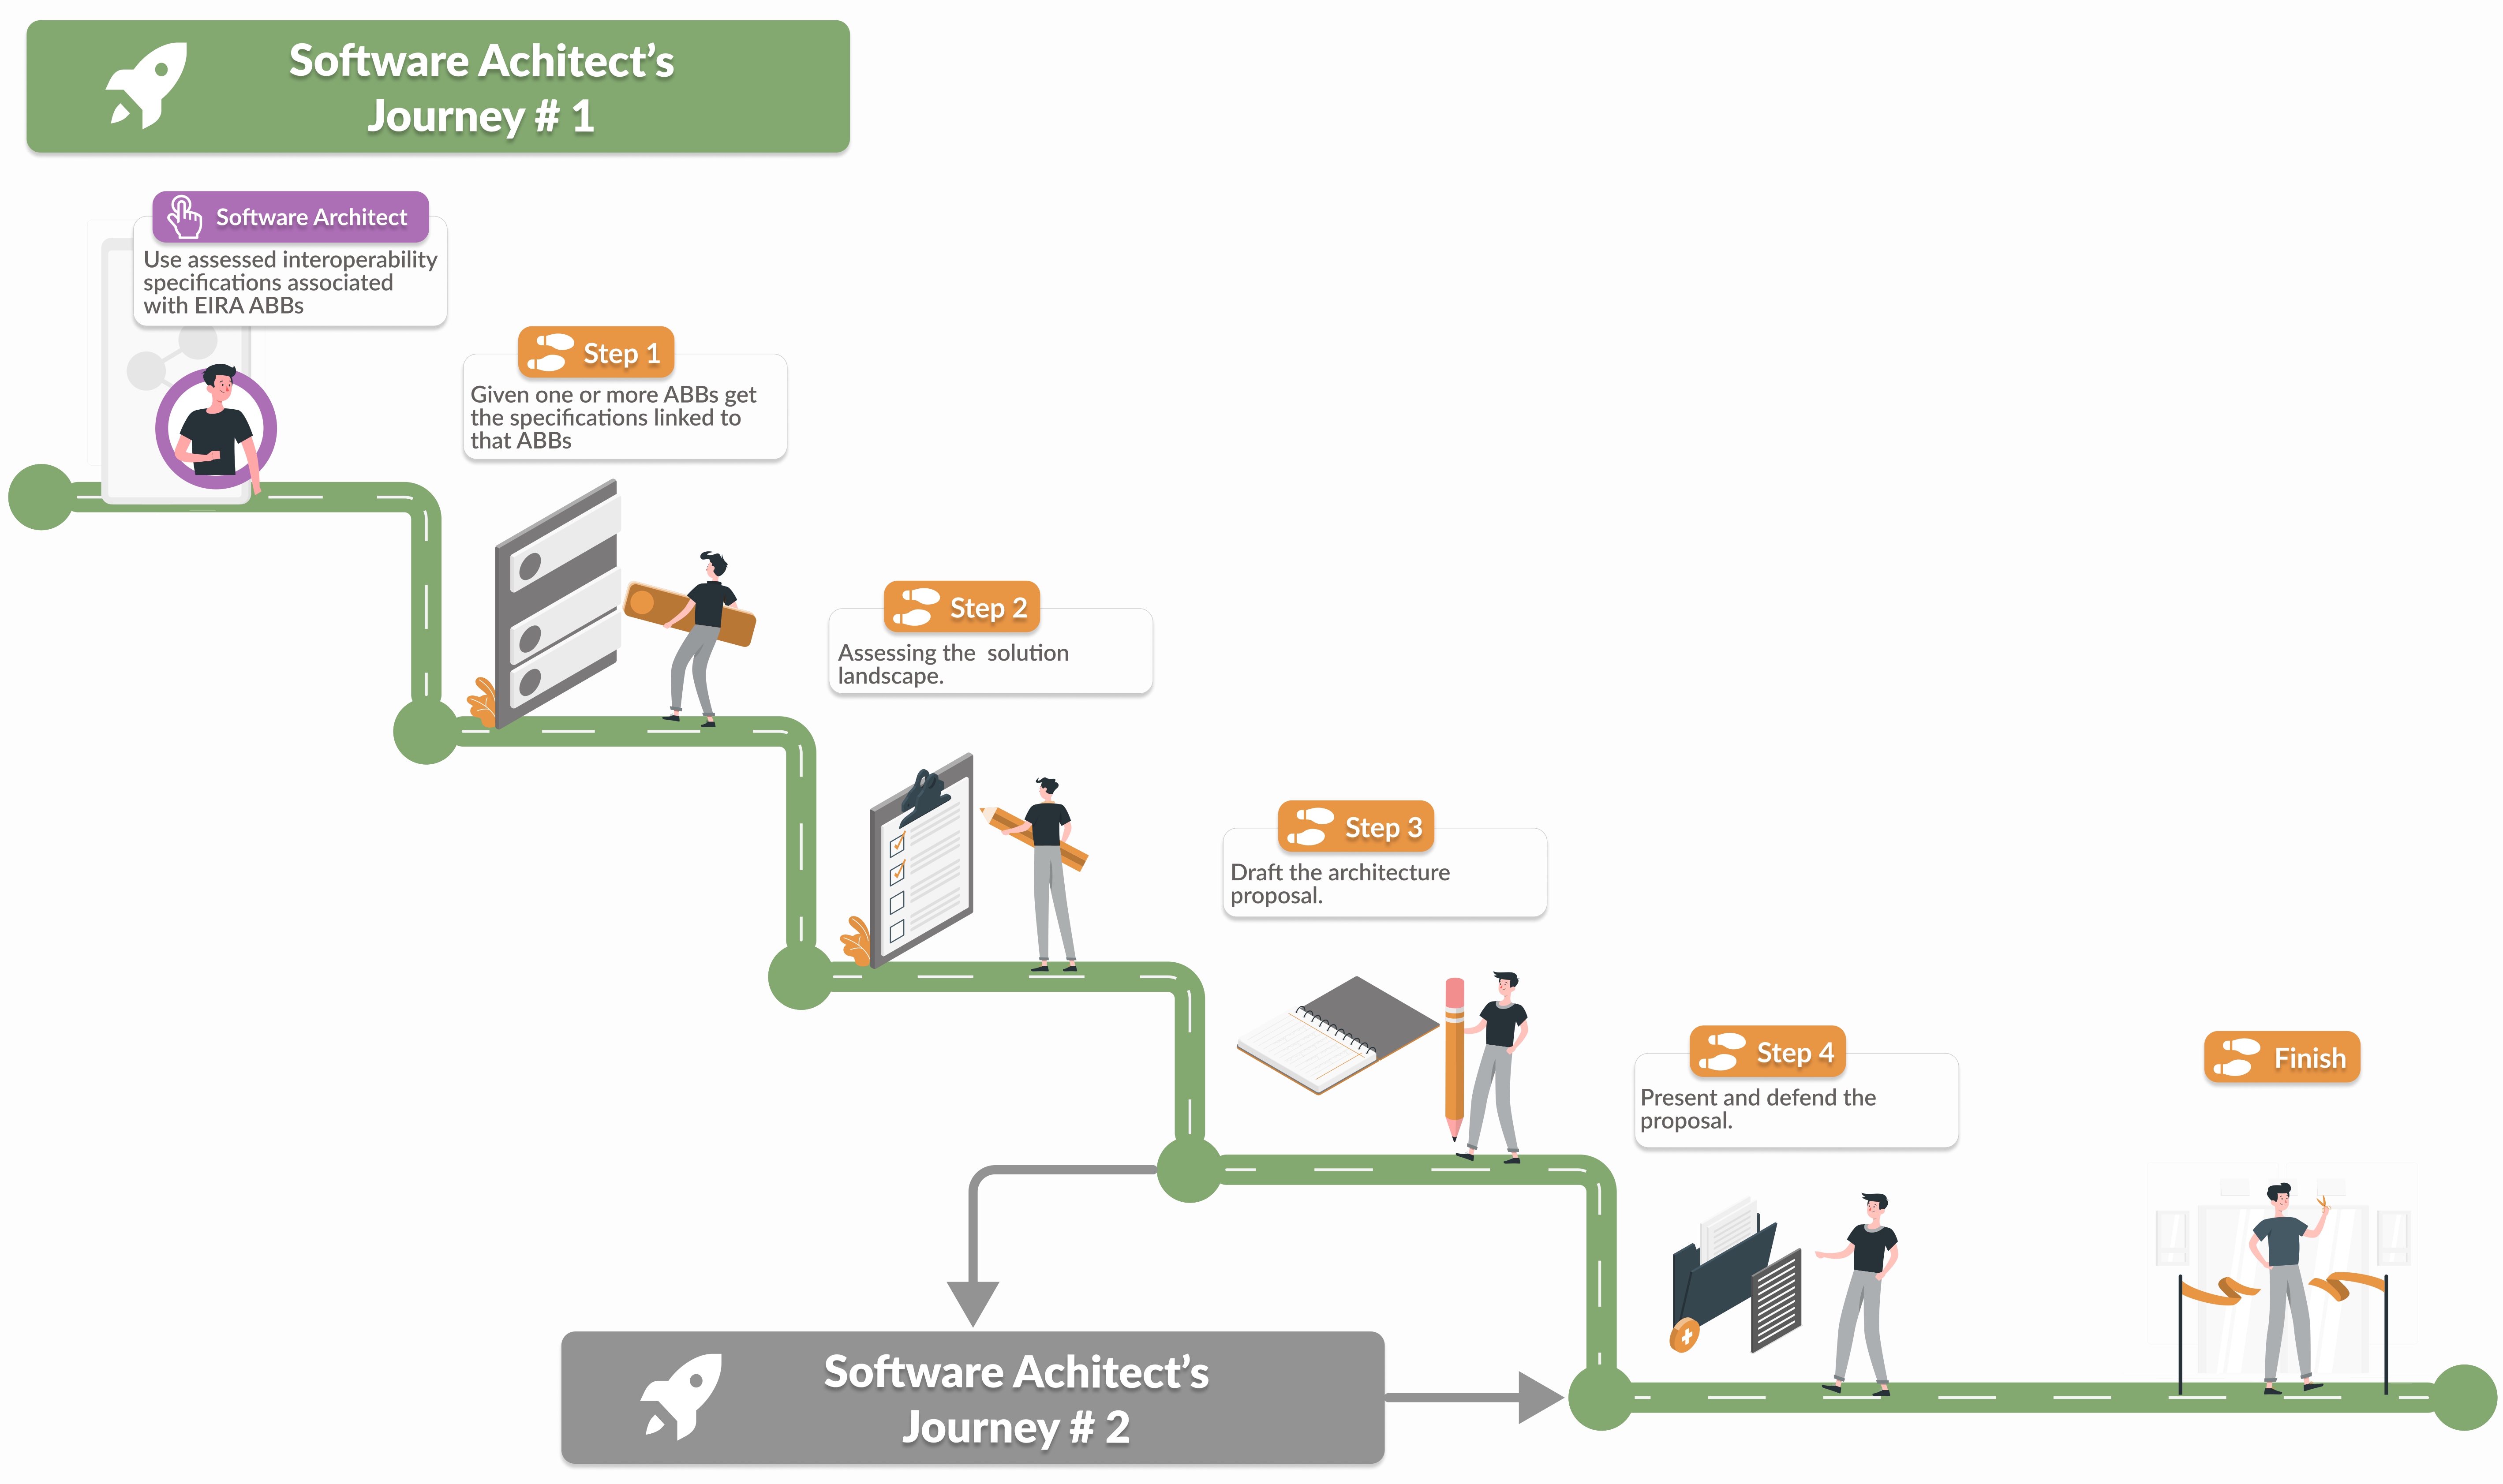 Software Achitect's
Journey # 1
Software Architect
Use assessed interoperability
specifications associated
with EIRA ABBs
Step 1
Given one or more ABBs get
the specifications linked to
that ABBs
Step 2
Assessing the  solution
landscape.
Step 3
Draft the architecture
proposal.
Step 4
Present and defend the
proposal.
Finish
Software Achitect's
Journey # 2